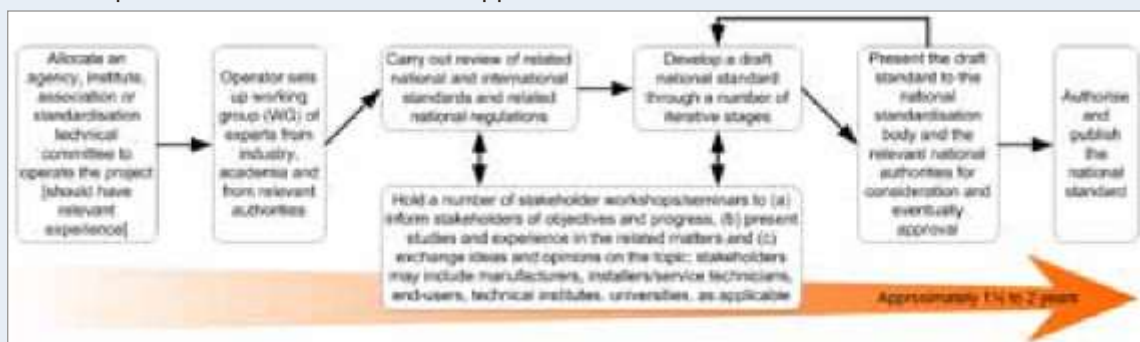 Allocate an
agency, institute,
association or
standardisation
technical
committee to
operate the project
[should have
relevant
experience]
Operator sets
up working
group (WG) of
experts from
industry,
academia and
from relevant
authorities
Carry out review of related
national and international
standards and related
national regulations
Develop a draft
national standard
through a number of
iterative stages
Present the draft
standard to the
national
standardisation
body and the
relevant national
authorities for
consideration and
eventually
approval
Authorise
and
publish
the
national
standard
Hold a number of stakeholder workshops/seminars to (a)
inform stakeholders of objectives and progress, (b) present
studies and experience in the related matters and (c)
exchange ideas and opinions on the topic; stakeholders
may include manufacturers, installers/service technicians,
end-users, technical institutes, universities, as applicable
Approximately 1½ to 2 years